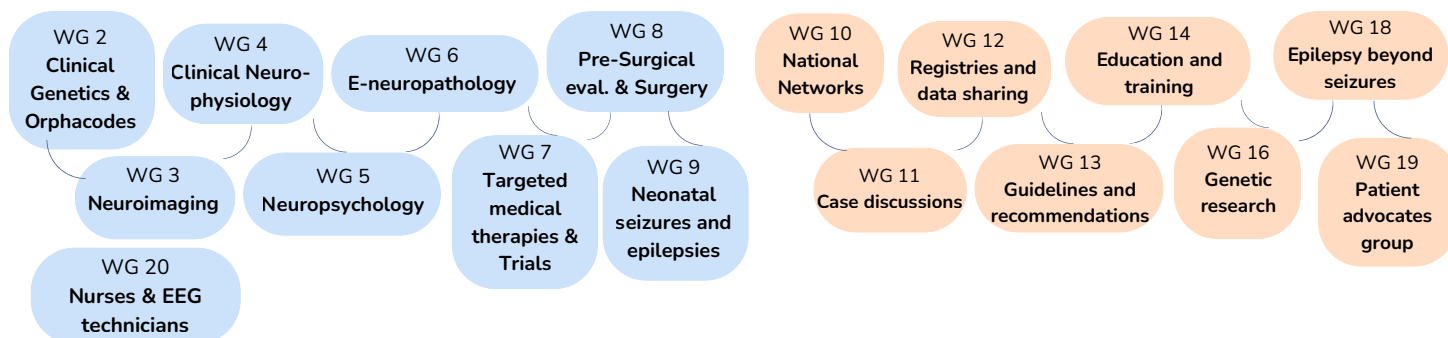 WG 2
Clinical
Genetics &
Orphacodes
WG 3
Neuroimaging
WG 4
Clinical Neuro-
physiology
WG 5
Neuropsychology
WG 6
E-neuropathology
WG 7
Targeted
medical
therapies &
Trials
WG 8
Pre-Surgical
eval. & Surgery
WG 9
Neonatal
seizures and
epilepsies
WG 20
Nurses & EEG
technicians
WG 10
National
Networks
WG 11
Case discussions
WG 12
Registries and
data sharing
WG 13
Guidelines and
recommendations
WG 14
Education and
training
WG 16
Genetic
research
WG 18
Epilepsy beyond
seizures
WG 19
Patient
advocates
group